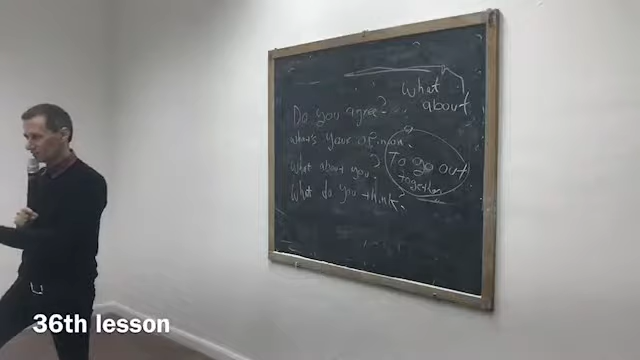 what
about
Do you agree?
what's your opinion?
what about you?
What do you think?
To go out
together
36th lesson